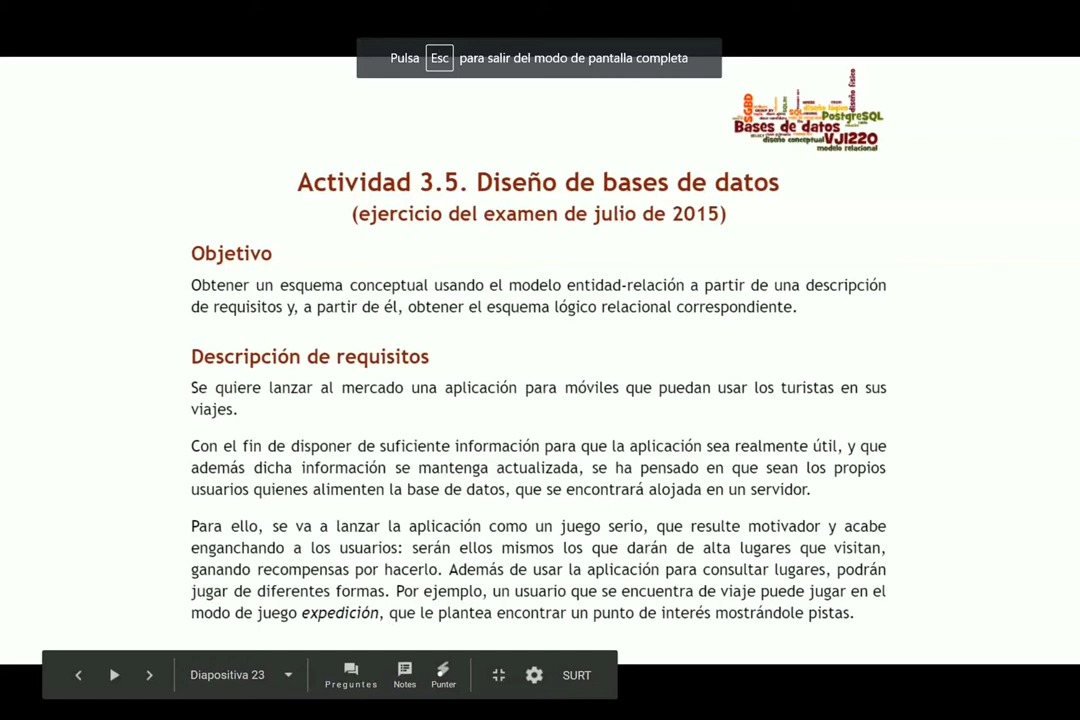 Pulsa Esc para salir del modo de pantalla completa
SGBD
SQL
diseño lógico
diseño físico
PostgreSQL
Bases de datos
VJ1220
diseño conceptual
modelo relacional
Actividad 3.5. Diseño de bases de datos
(ejercicio del examen de julio de 2015)
Objetivo
Obtener un esquema conceptual usando el modelo entidad-relación a partir de una descripción
de requisitos y, a partir de él, obtener el esquema lógico relacional correspondiente.
Descripción de requisitos
Se quiere lanzar al mercado una aplicación para móviles que puedan usar los turistas en sus
viajes.
Con el fin de disponer de suficiente información para que la aplicación sea realmente útil, y que
además dicha información se mantenga actualizada, se ha pensado en que sean los propios
usuarios quienes alimenten la base de datos, que se encontrará alojada en un servidor.
Para ello, se va a lanzar la aplicación como un juego serio, que resulte motivador y acabe
enganchando a los usuarios: serán ellos mismos los que darán de alta lugares que visitan,
ganando recompensas por hacerlo. Además de usar la aplicación para consultar lugares, podrán
jugar de diferentes formas. Por ejemplo, un usuario que se encuentra de viaje puede jugar en el
modo de juego expedición, que le plantea encontrar un punto de interés mostrándole pistas.
Diapositiva 23
Preguntes
Notes
Punter
SURT